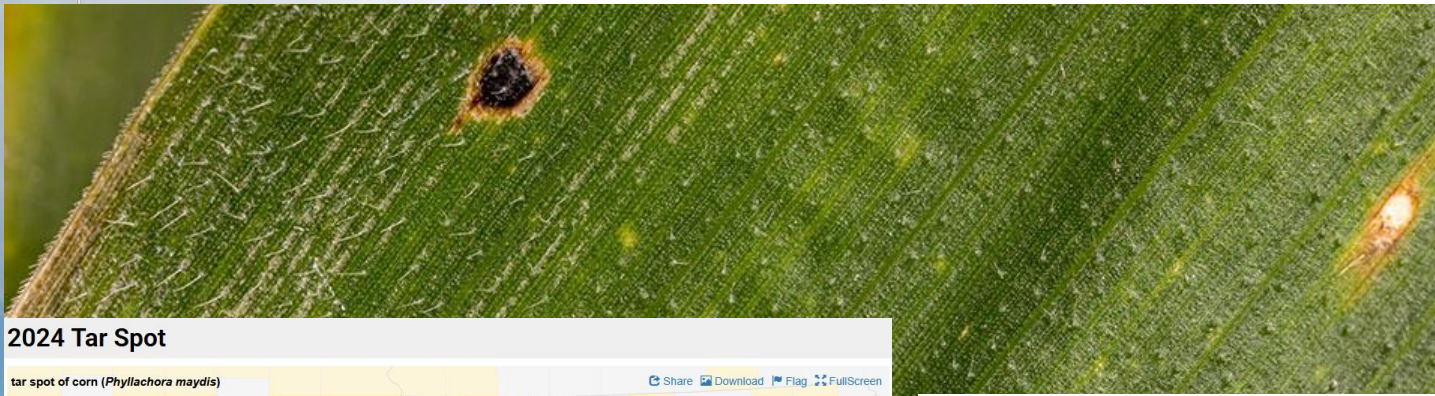 2024 Tar Spot
tar spot of corn (Phyllachora maydis)
Share Download Flag FullScreen